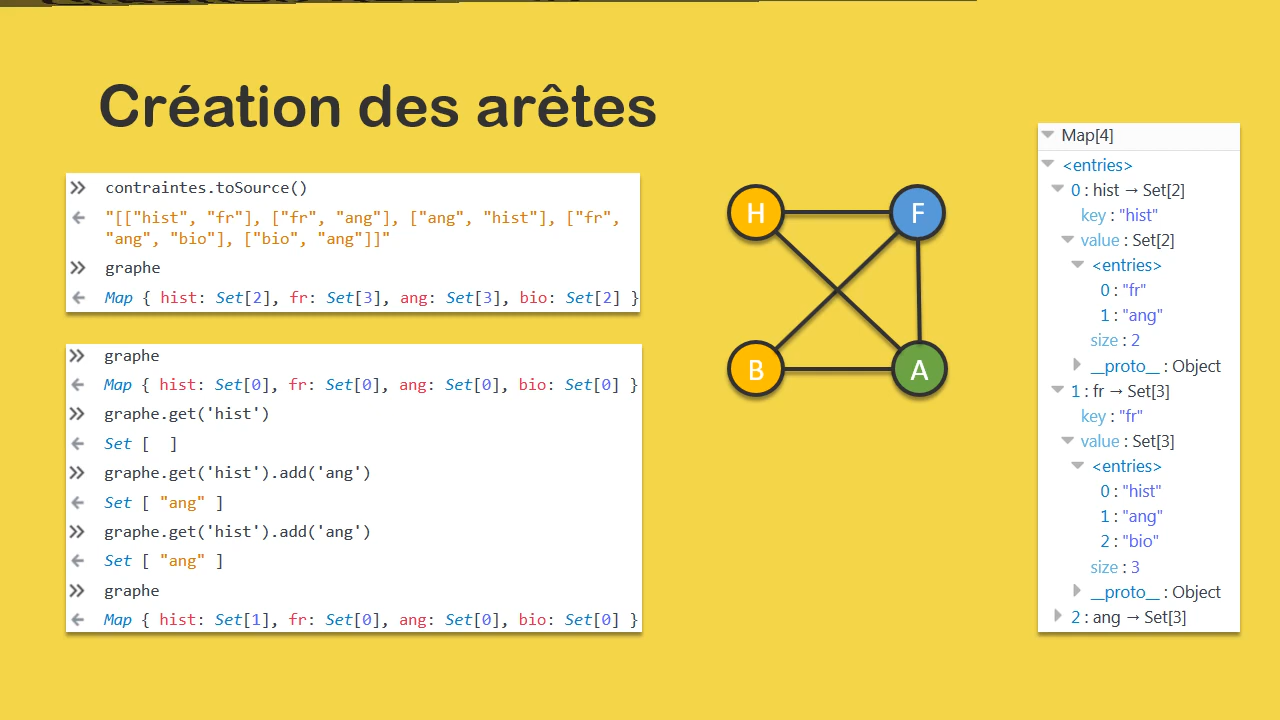 Création des arêtes
contraintes.toSource()
"[["hist", "fr"], ["fr", "ang"], ["ang", "hist"], ["fr",
"ang", "bio"], ["bio", "ang"]]"
graphe
Map { hist: Set[2], fr: Set[3], ang: Set[3], bio: Set[2] }
graphe
Map { hist: Set[0], fr: Set[0], ang: Set[0], bio: Set[0] }
graphe.get('hist')
Set [  ]
graphe.get('hist').add('ang')
Set [ "ang" ]
graphe.get('hist').add('ang')
Set [ "ang" ]
graphe
Map { hist: Set[1], fr: Set[0], ang: Set[0], bio: Set[0] }
H
F
B
A
Map[4]
<entries>
0 : hist → Set[2]
key : "hist"
value : Set[2]
<entries>
0 : "fr"
1 : "ang"
size : 2
__proto__ : Object
1 : fr → Set[3]
key : "fr"
value : Set[3]
<entries>
0 : "hist"
1 : "ang"
2 : "bio"
size : 3
__proto__ : Object
2 : ang → Set[3]